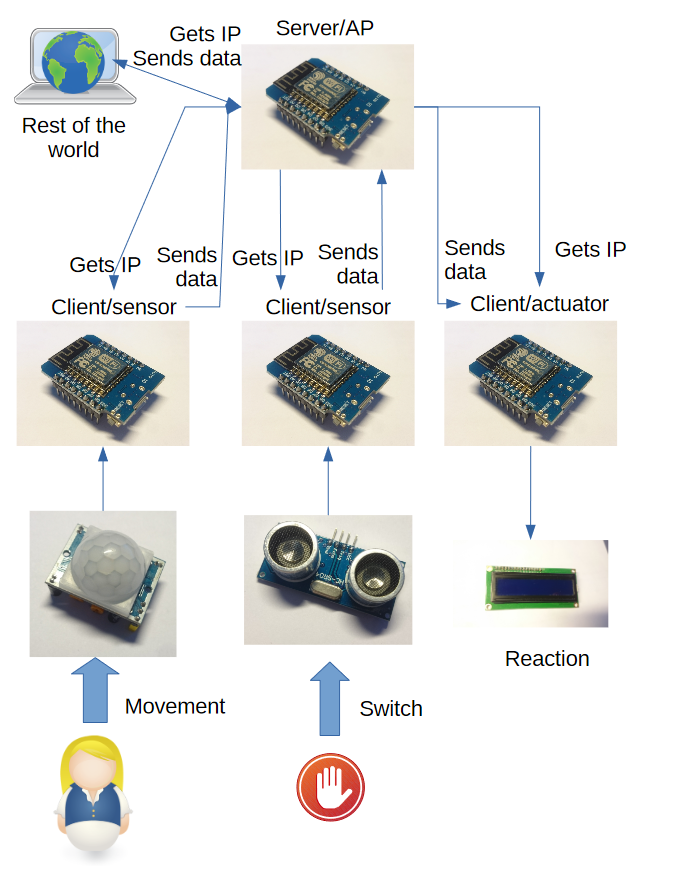 Server/AP
Gets IP
Sends data
Rest of the
world
Gets IP
Sends
data
Gets IP
Sends
data
Sends
data
Gets IP
Client/sensor
Client/sensor
Client/actuator
HC-SR04
Reaction
Movement
Switch